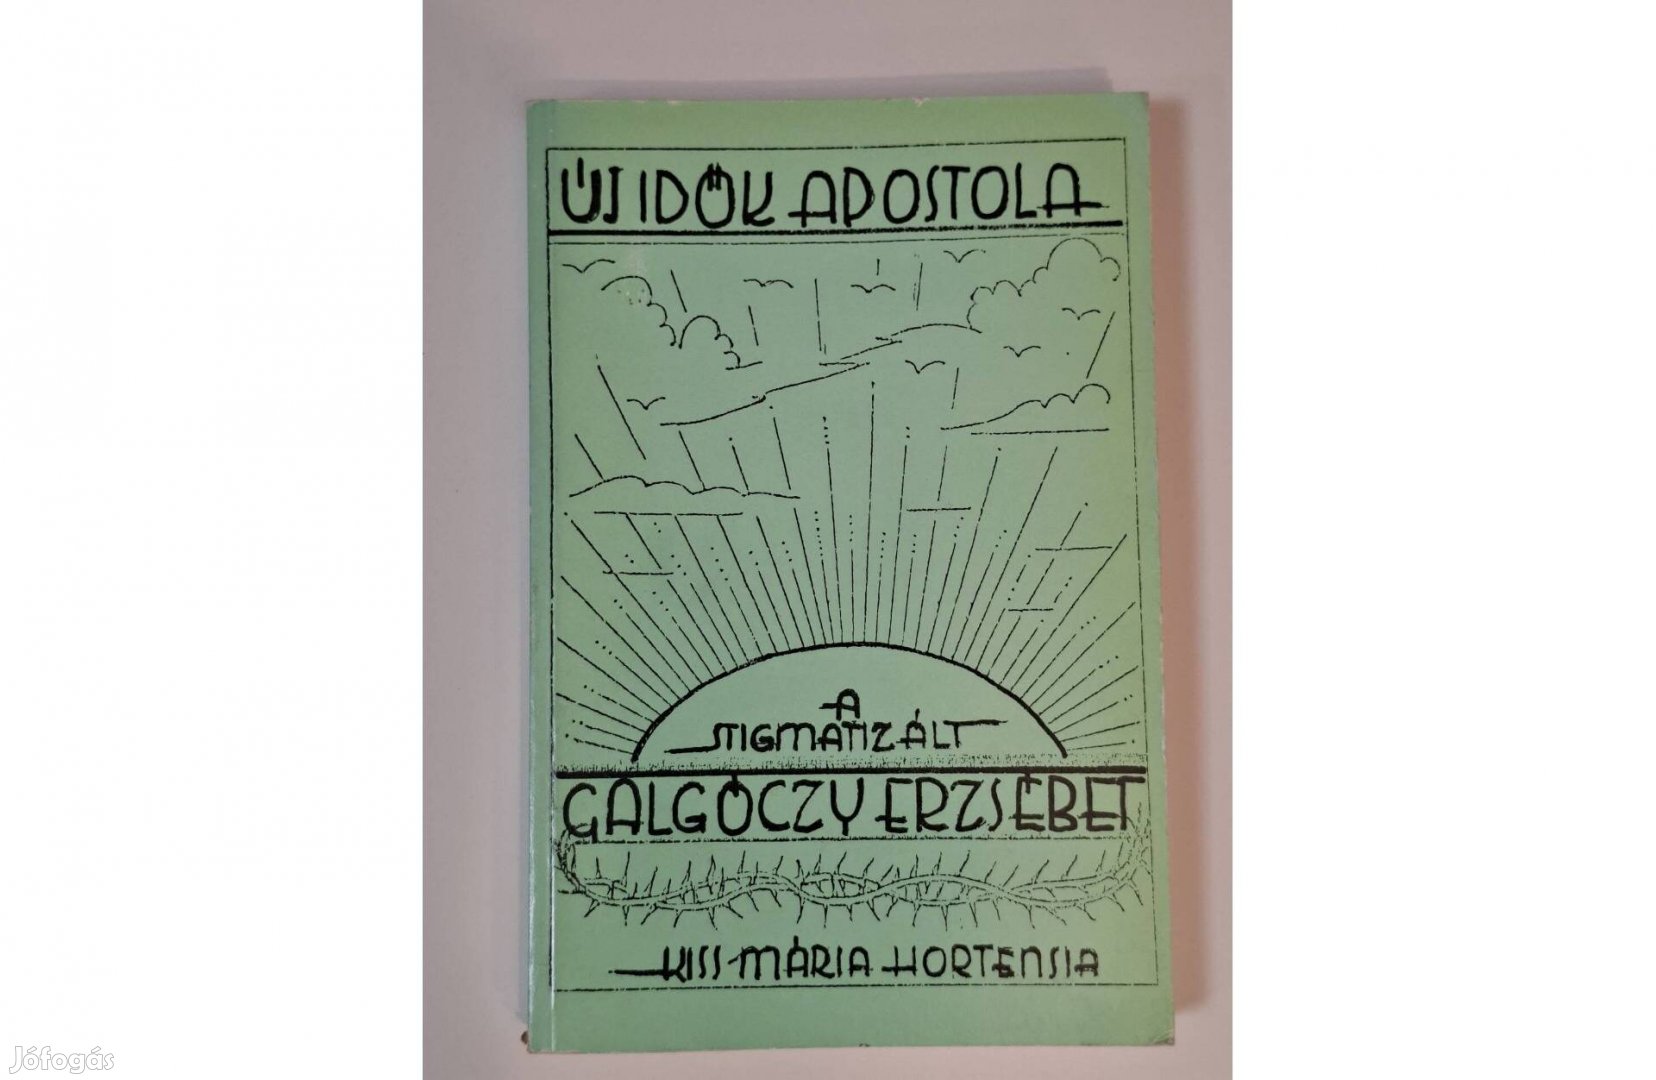 ÚJ IDŐK APOSTOLA
A
STIGMATIZÁLT
GALGÓCZY ERZSÉBET
KISS MÁRIA HORTENSIA
Jófogás